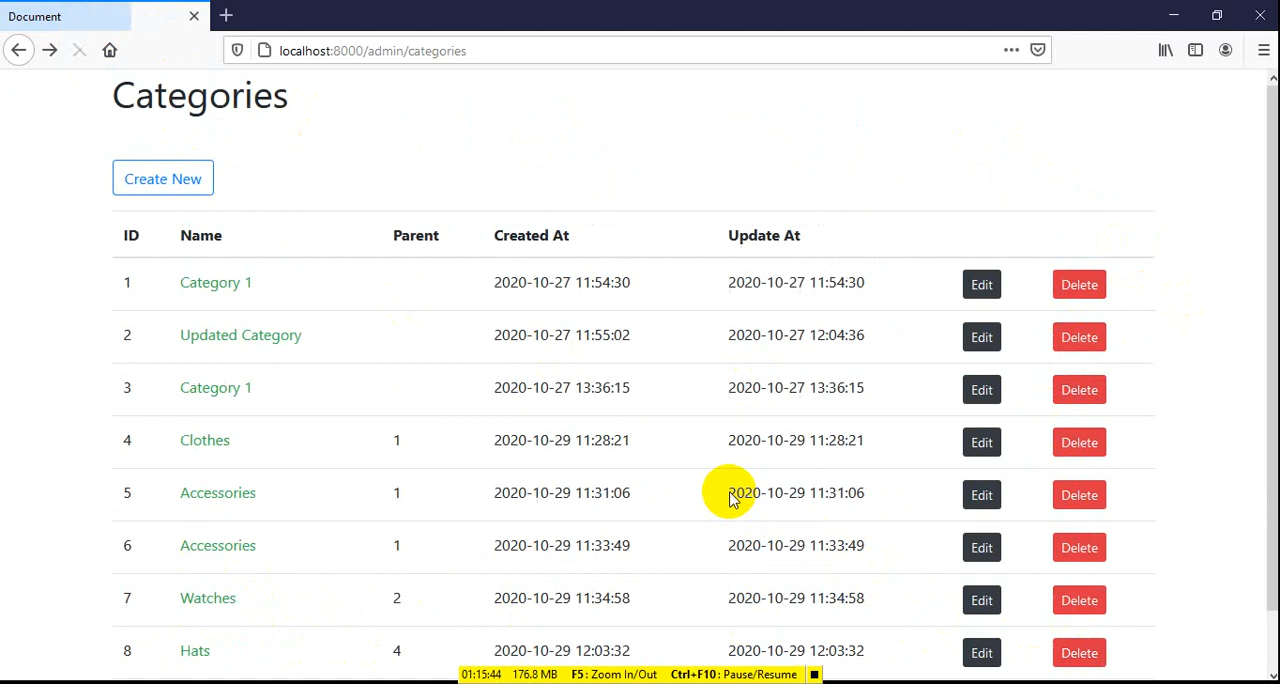 Document
localhost:8000/admin/categories
Categories
Create New
ID Name Parent Created At Update At
1 Category 1 2020-10-27 11:54:30 2020-10-27 11:54:30 Edit Delete
2 Updated Category 2020-10-27 11:55:02 2020-10-27 12:04:36 Edit Delete
3 Category 1 2020-10-27 13:36:15 2020-10-27 13:36:15 Edit Delete
4 Clothes 1 2020-10-29 11:28:21 2020-10-29 11:28:21 Edit Delete
5 Accessories 1 2020-10-29 11:31:06 2020-10-29 11:31:06 Edit Delete
6 Accessories 1 2020-10-29 11:33:49 2020-10-29 11:33:49 Edit Delete
7 Watches 2 2020-10-29 11:34:58 2020-10-29 11:34:58 Edit Delete
8 Hats 4 2020-10-29 12:03:32 2020-10-29 12:03:32 Edit Delete
01:15:44 176.8 MB F5: Zoom In/Out Ctrl+F10: Pause/Resume